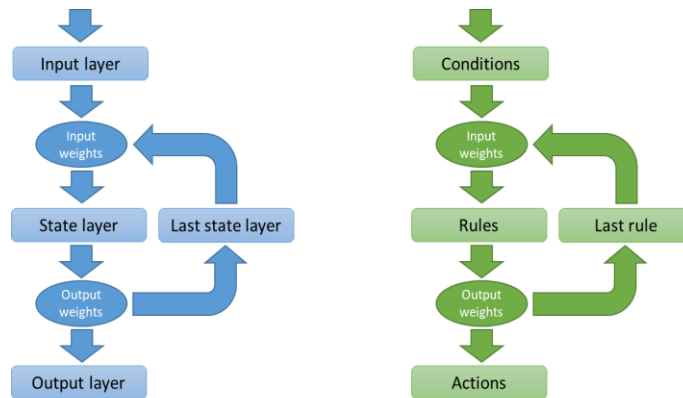 Input layer
Conditions
Input
weights
Input
weights
State layer
Last state layer
Rules
Last rule
Output
weights
Output
weights
Output layer
Actions